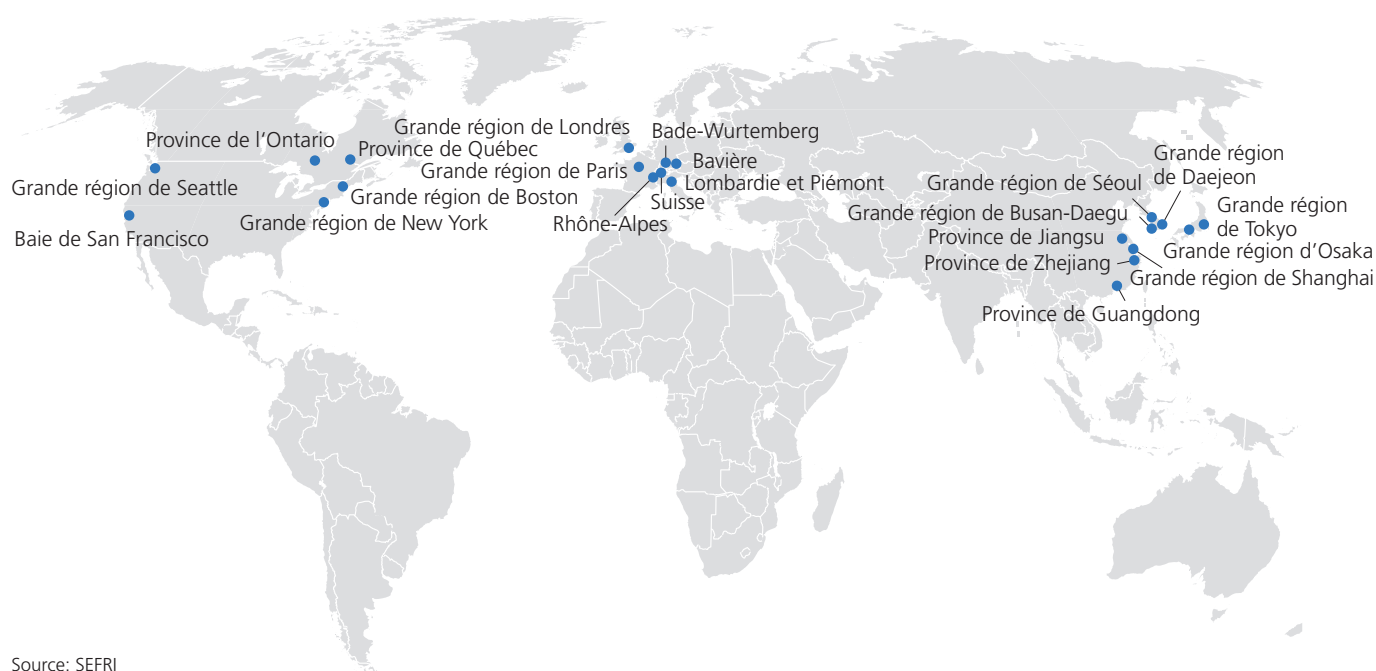 Province de l‘Ontario
Grande région de Londres
Province de Québec
Grande région de Paris
Grande région de Seattle
Grande région de Boston
Grande région de New York
Baie de San Francisco
Bade-Wurtemberg
Bavière
Lombardie et Piémont
Suisse
Rhône-Alpes
Grande région
de Daejeon
Grande région de Séoul
Grande région de Busan-Daegu
Grande région
de Tokyo
Province de Jiangsu
Grande région d’Osaka
Province de Zhejiang
Grande région de Shanghai
Province de Guangdong
Source: SEFRI